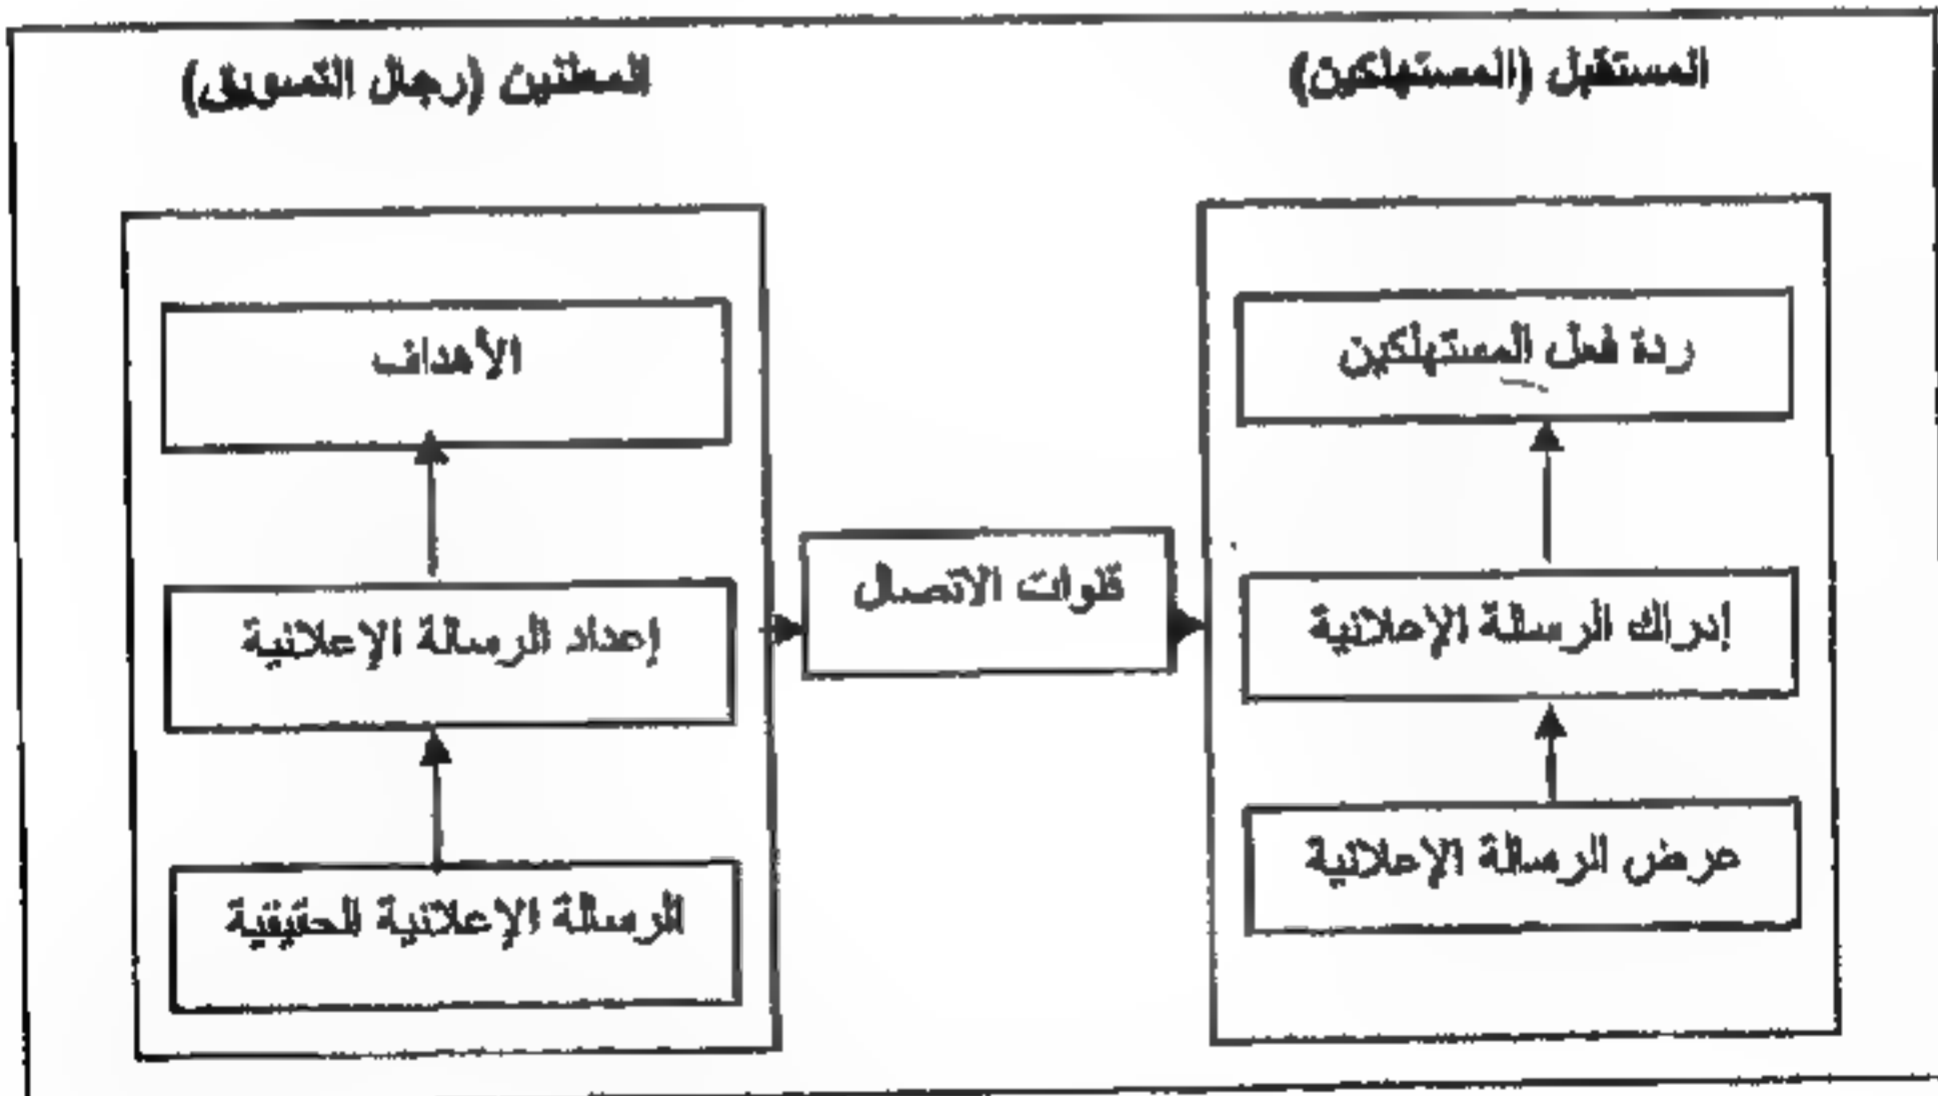 المستقبل (المستهلكين)
المعلنين (رجال التسويق)
ردة فعل المستهلكين
الأهداف
قنوات الاتصال
إدراك الرسالة الإعلانية
إعداد الرسالة الإعلانية
عرض الرسالة الإعلانية
الرسالة الإعلانية الحقيقية